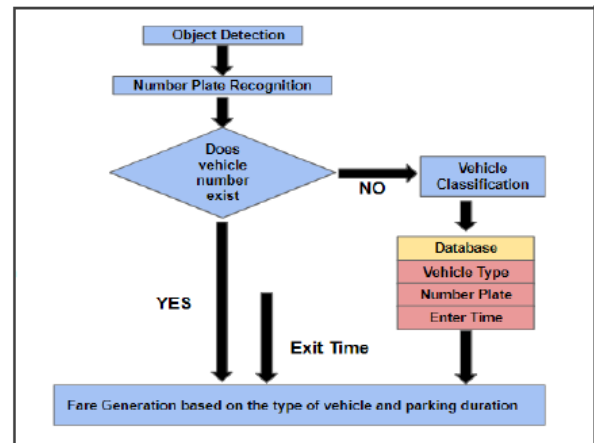 Object Detection
Number Plate Recognition
Does
vehicle
number
exist
NO
Vehicle
Classification
Database
Vehicle Type
Number Plate
Enter Time
YES
Exit Time
Fare Generation based on the type of vehicle and parking duration